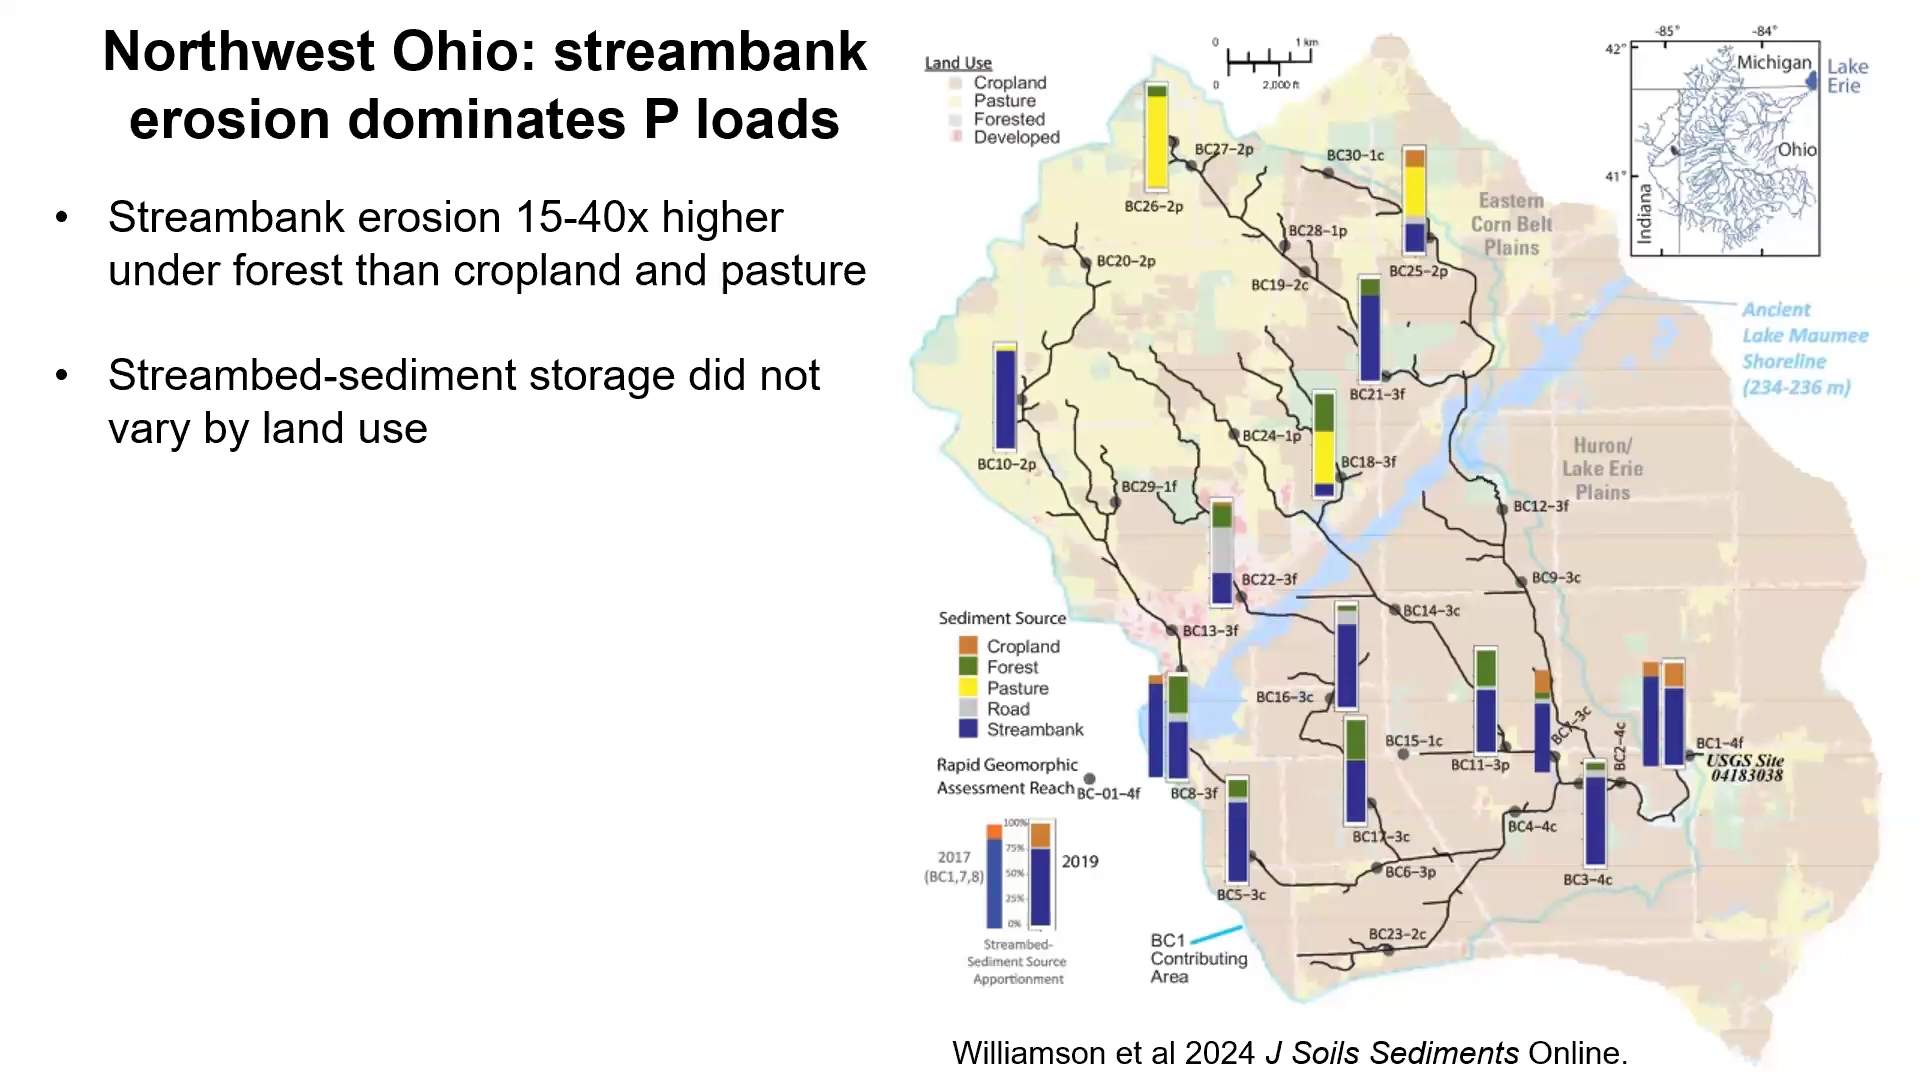 Northwest Ohio: streambank
erosion dominates P loads
• Streambank erosion 15-40x higher
under forest than cropland and pasture
• Streambed-sediment storage did not
vary by land use
Land Use
Cropland
Pasture
Forested
Developed
0 1 km
0 2,000 ft
-85° -84°
42°
41°
Michigan
Lake
Erie
Ohio
Indiana
BC27-2p
BC30-1c
BC26-2p
Eastern
Corn Belt
Plains
BC28-1p
BC20-2p
BC25-2p
BC19-2c
Ancient
Lake Maumee
Shoreline
(234-236 m)
BC21-3f
BC24-1p
BC18-3f
Huron/
Lake Erie
Plains
BC10-2p
BC29-1f
BC12-3f
BC22-3f
BC9-3c
BC14-3c
BC13-3f
Sediment Source
Cropland
Forest
Pasture
Road
Streambank
BC16-3c
BC15-1c
BC11-3p
BC7-3c
BC2-4c
BC1-4f
USGS Site
04183038
Rapid Geomorphic
Assessment Reach
BC-01-4f
BC8-3f
BC17-3c
BC4-4c
BC6-3p
BC3-4c
BC5-3c
2017
(BC1,7,8)
100%
75%
50%
25%
0%
2019
Streambed-
Sediment Source
Apportionment
BC23-2c
BC1
Contributing
Area
Williamson et al 2024 J Soils Sediments Online.